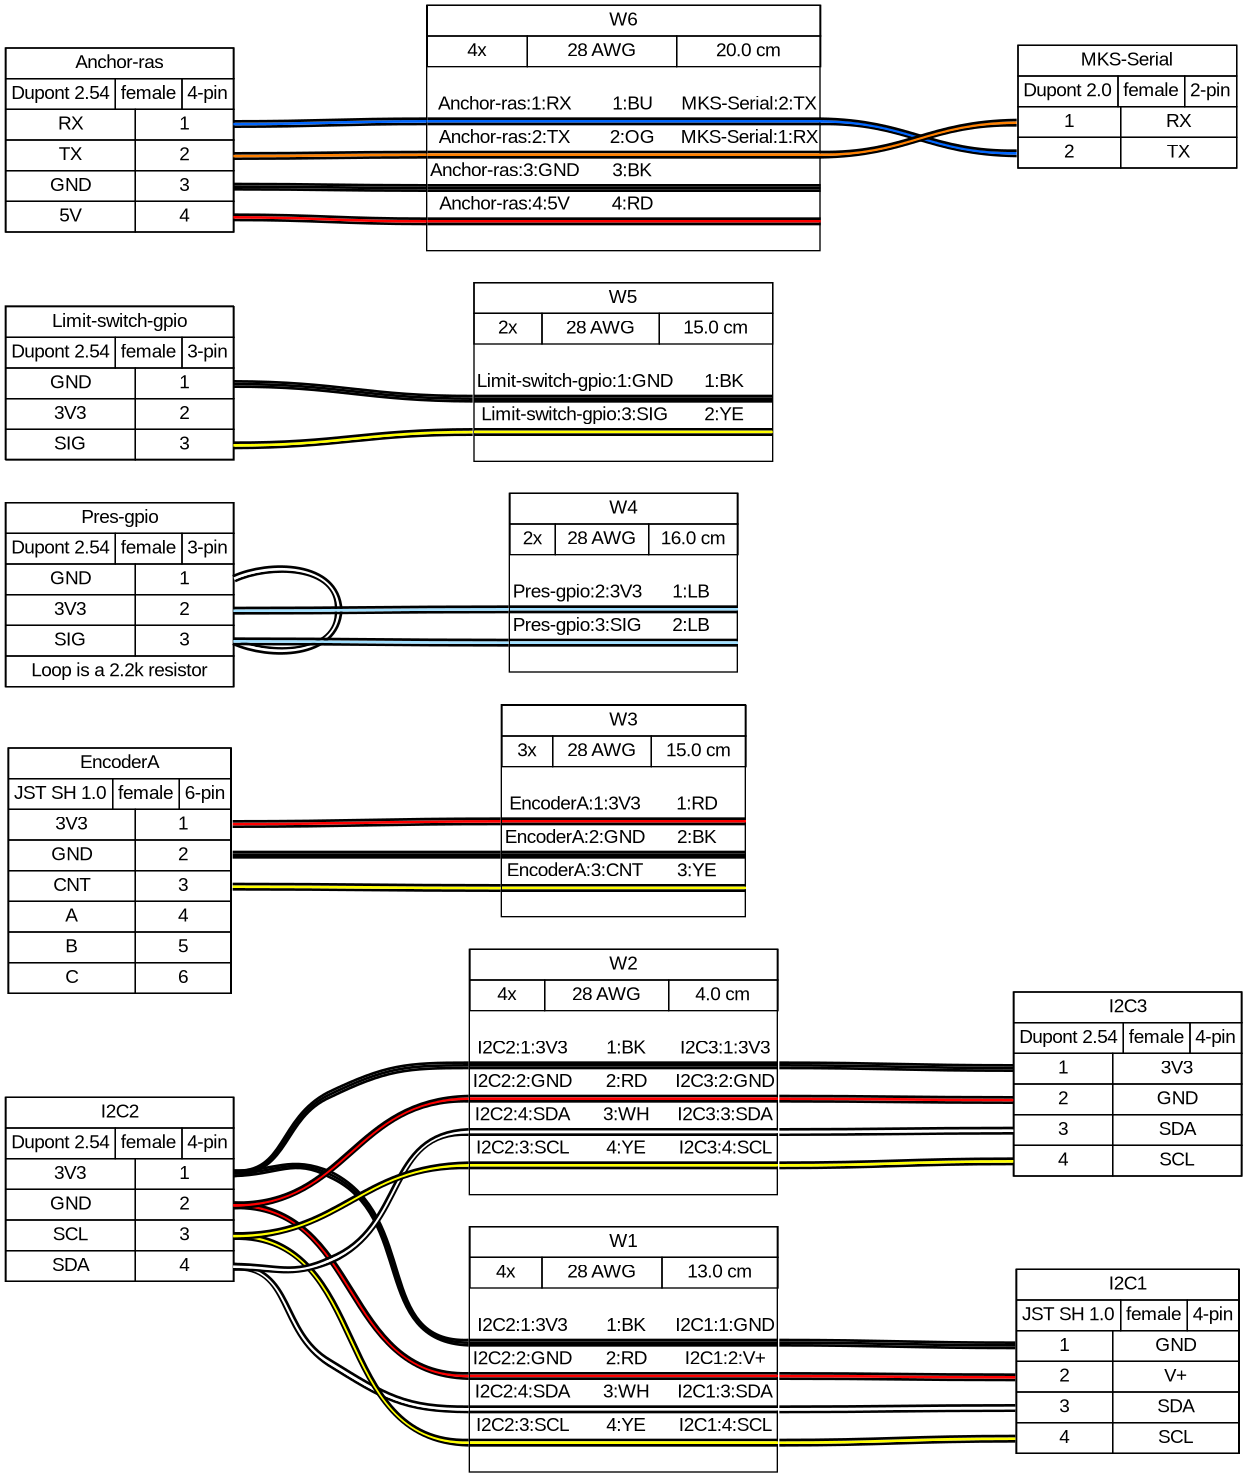 Anchor-ras
Dupont 2.54 female 4-pin
RX 1
TX 2
GND 3
5V 4
W6
4x 28 AWG 20.0 cm
Anchor-ras:1:RX 1:BU MKS-Serial:2:TX
Anchor-ras:2:TX 2:OG MKS-Serial:1:RX
Anchor-ras:3:GND 3:BK
Anchor-ras:4:5V 4:RD
MKS-Serial
Dupont 2.0 female 2-pin
1 RX
2 TX
Limit-switch-gpio
Dupont 2.54 female 3-pin
GND 1
3V3 2
SIG 3
W5
2x 28 AWG 15.0 cm
Limit-switch-gpio:1:GND 1:BK
Limit-switch-gpio:3:SIG 2:YE
Pres-gpio
Dupont 2.54 female 3-pin
GND 1
3V3 2
SIG 3
Loop is a 2.2k resistor
W4
2x 28 AWG 16.0 cm
Pres-gpio:2:3V3 1:LB
Pres-gpio:3:SIG 2:LB
EncoderA
JST SH 1.0 female 6-pin
3V3 1
GND 2
CNT 3
A 4
B 5
C 6
W3
3x 28 AWG 15.0 cm
EncoderA:1:3V3 1:RD
EncoderA:2:GND 2:BK
EncoderA:3:CNT 3:YE
I2C2
Dupont 2.54 female 4-pin
3V3 1
GND 2
SCL 3
SDA 4
W2
4x 28 AWG 4.0 cm
I2C2:1:3V3 1:BK I2C3:1:3V3
I2C2:2:GND 2:RD I2C3:2:GND
I2C2:4:SDA 3:WH I2C3:3:SDA
I2C2:3:SCL 4:YE I2C3:4:SCL
I2C3
Dupont 2.54 female 4-pin
1 3V3
2 GND
3 SDA
4 SCL
W1
4x 28 AWG 13.0 cm
I2C2:1:3V3 1:BK I2C1:1:GND
I2C2:2:GND 2:RD I2C1:2:V+
I2C2:4:SDA 3:WH I2C1:3:SDA
I2C2:3:SCL 4:YE I2C1:4:SCL
I2C1
JST SH 1.0 female 4-pin
1 GND
2 V+
3 SDA
4 SCL